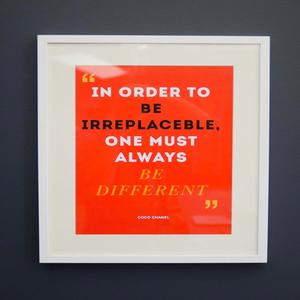 “
IN ORDER TO
BE
IRREPLACEBLE,
ONE MUST
ALWAYS
BE
DIFFERENT
”
COCO CHANEL